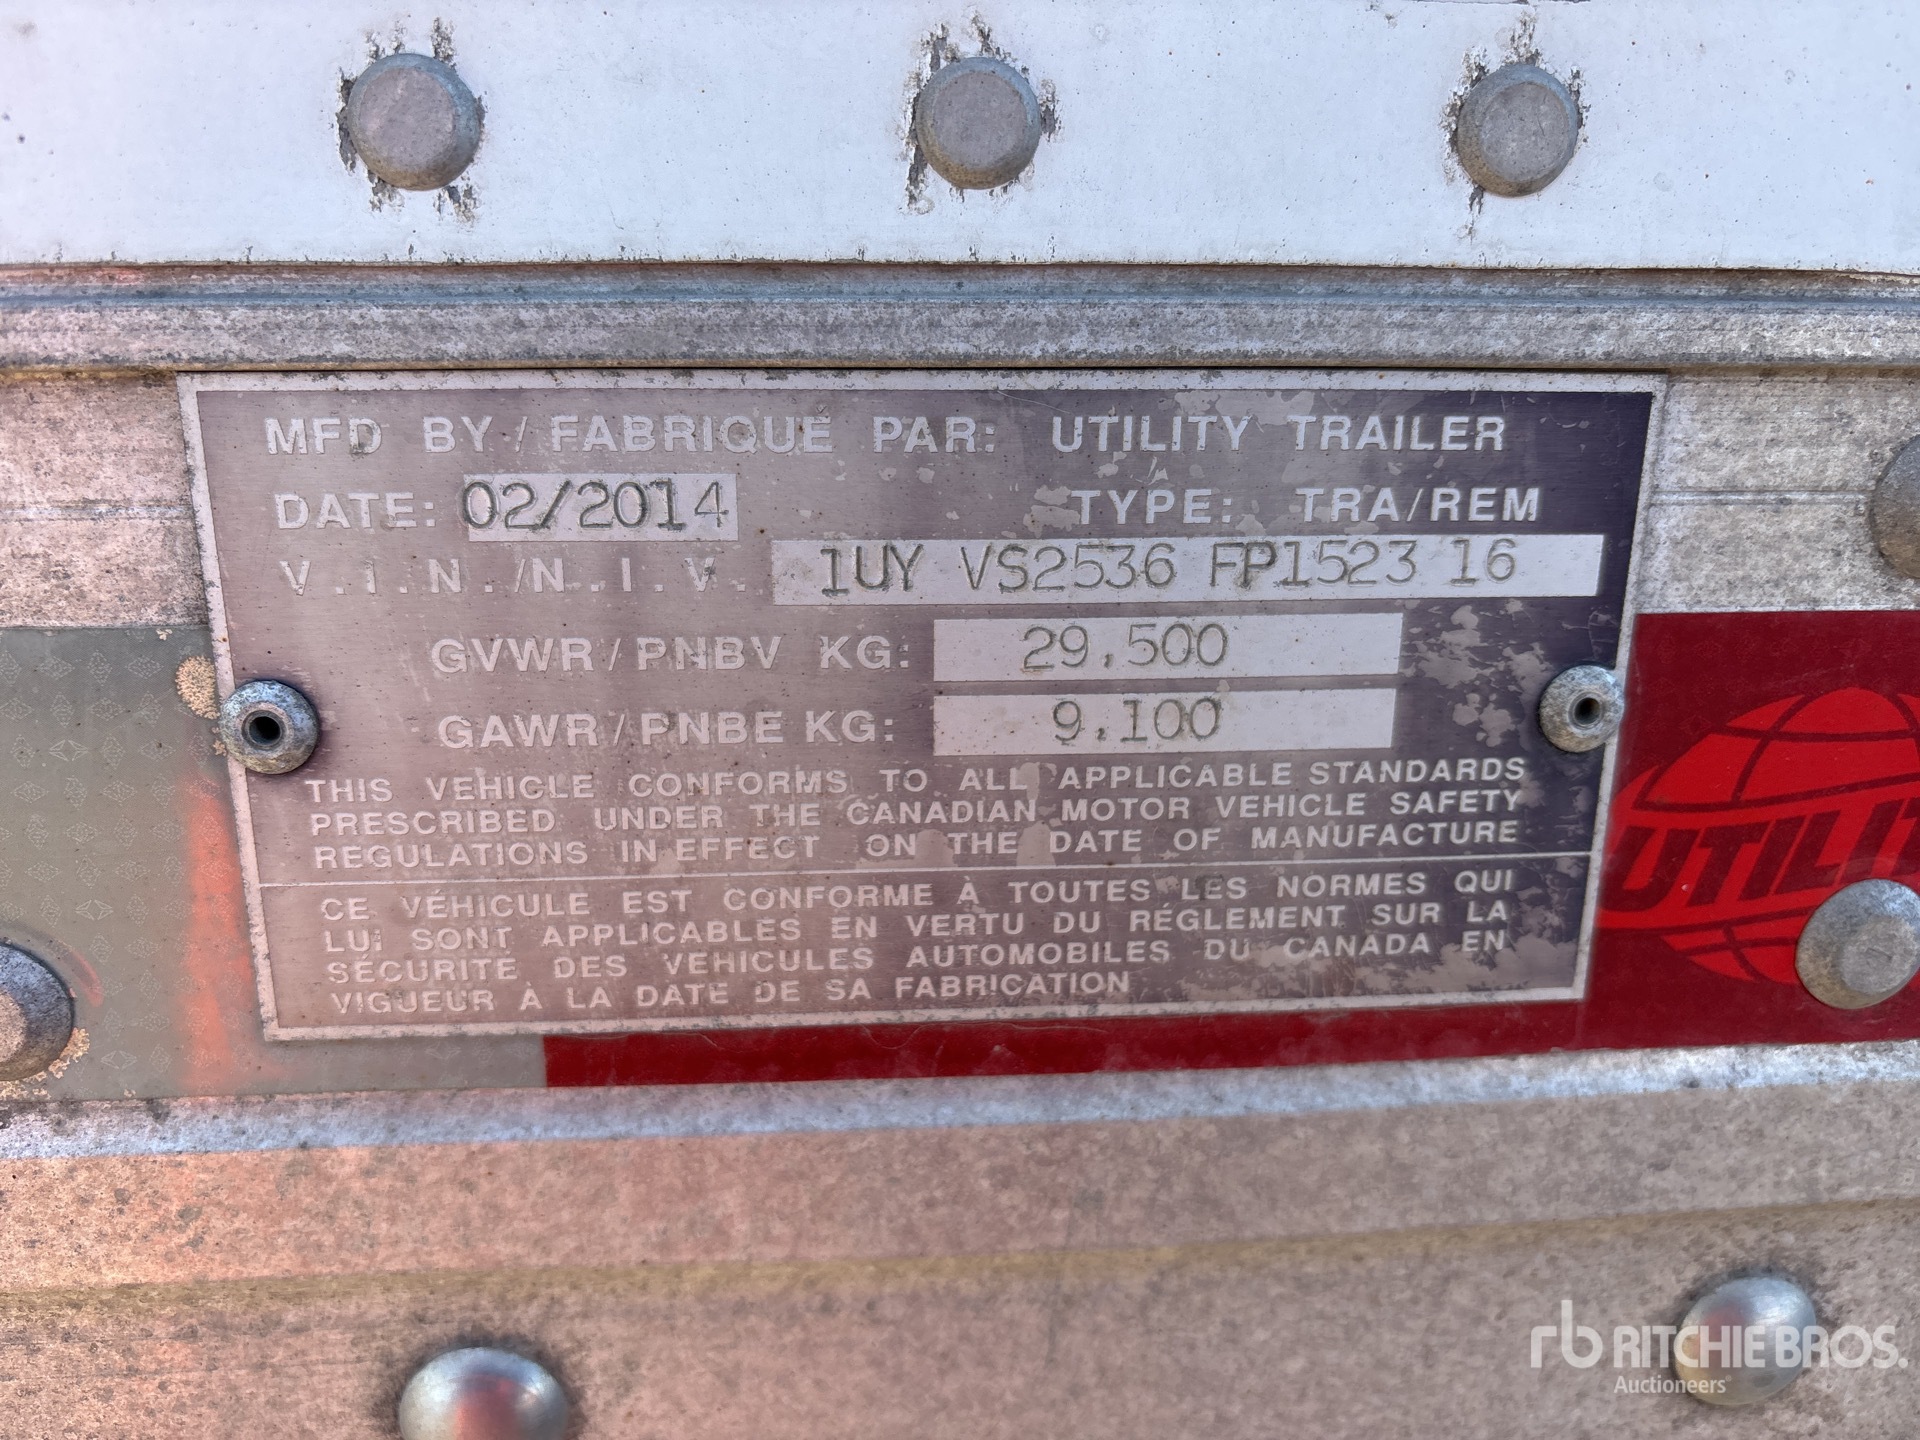 MFD BY / FABRIQUE PAR: UTILITY TRAILER
DATE: 02/2014 TYPE: TRA/REM
V.I.N./N.I.V. 1UY VS2536 FP1523 16
GVWR/PNBV KG: 29,500
GAWR/PNBE KG: 9,100
THIS VEHICLE CONFORMS TO ALL APPLICABLE STANDARDS
PRESCRIBED UNDER THE CANADIAN MOTOR VEHICLE SAFETY
REGULATIONS IN EFFECT ON THE DATE OF MANUFACTURE
CE VÉHICULE EST CONFORME À TOUTES LES NORMES QUI
LUI SONT APPLICABLES EN VERTU DU RÉGLEMENT SUR LA
SÉCURITÉ DES VÉHICULES AUTOMOBILES DU CANADA EN
VIGUEUR À LA DATE DE SA FABRICATION
UTILIT
rb RITCHIE BROS.
Auctioneers